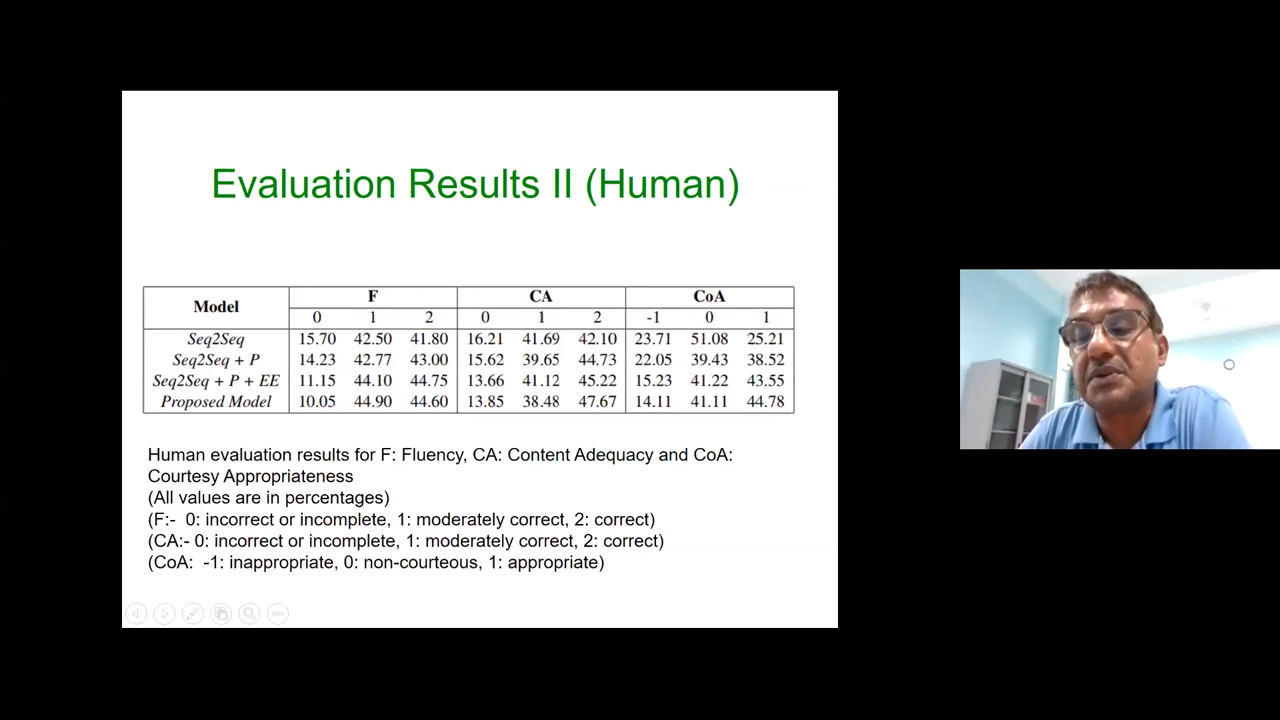 Evaluation Results II (Human)
Model F CA CoA
0 1 2 0 1 2 -1 0 1
Seq2Seq 15.70 42.50 41.80 16.21 41.69 42.10 23.71 51.08 25.21
Seq2Seq + P 14.23 42.77 43.00 15.62 39.65 44.73 22.05 39.43 38.52
Seq2Seq + P + EE 11.15 44.10 44.75 13.66 41.12 45.22 15.23 41.22 43.55
Proposed Model 10.05 44.90 44.60 13.85 38.48 47.67 14.11 41.11 44.78
Human evaluation results for F: Fluency, CA: Content Adequacy and CoA:
Courtesy Appropriateness
(All values are in percentages)
(F:- 0: incorrect or incomplete, 1: moderately correct, 2: correct)
(CA:- 0: incorrect or incomplete, 1: moderately correct, 2: correct)
(CoA: -1: inappropriate, 0: non-courteous, 1: appropriate)